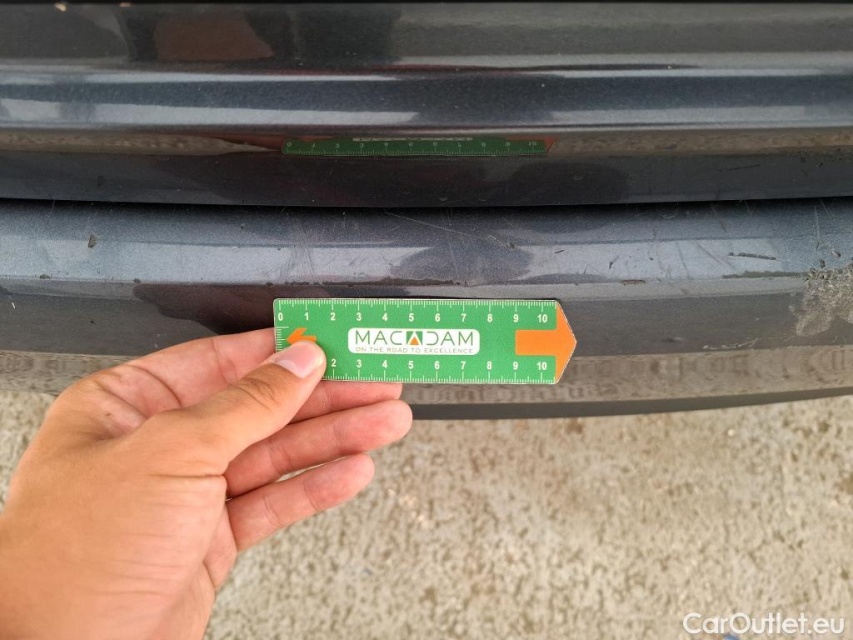 0 1 2 3 4 5 6 7 8 9 10
MACADAM
ON THE ROAD TO EXCELLENCE
2 3 4 5 6 7 8 9 10
CarOutlet.eu